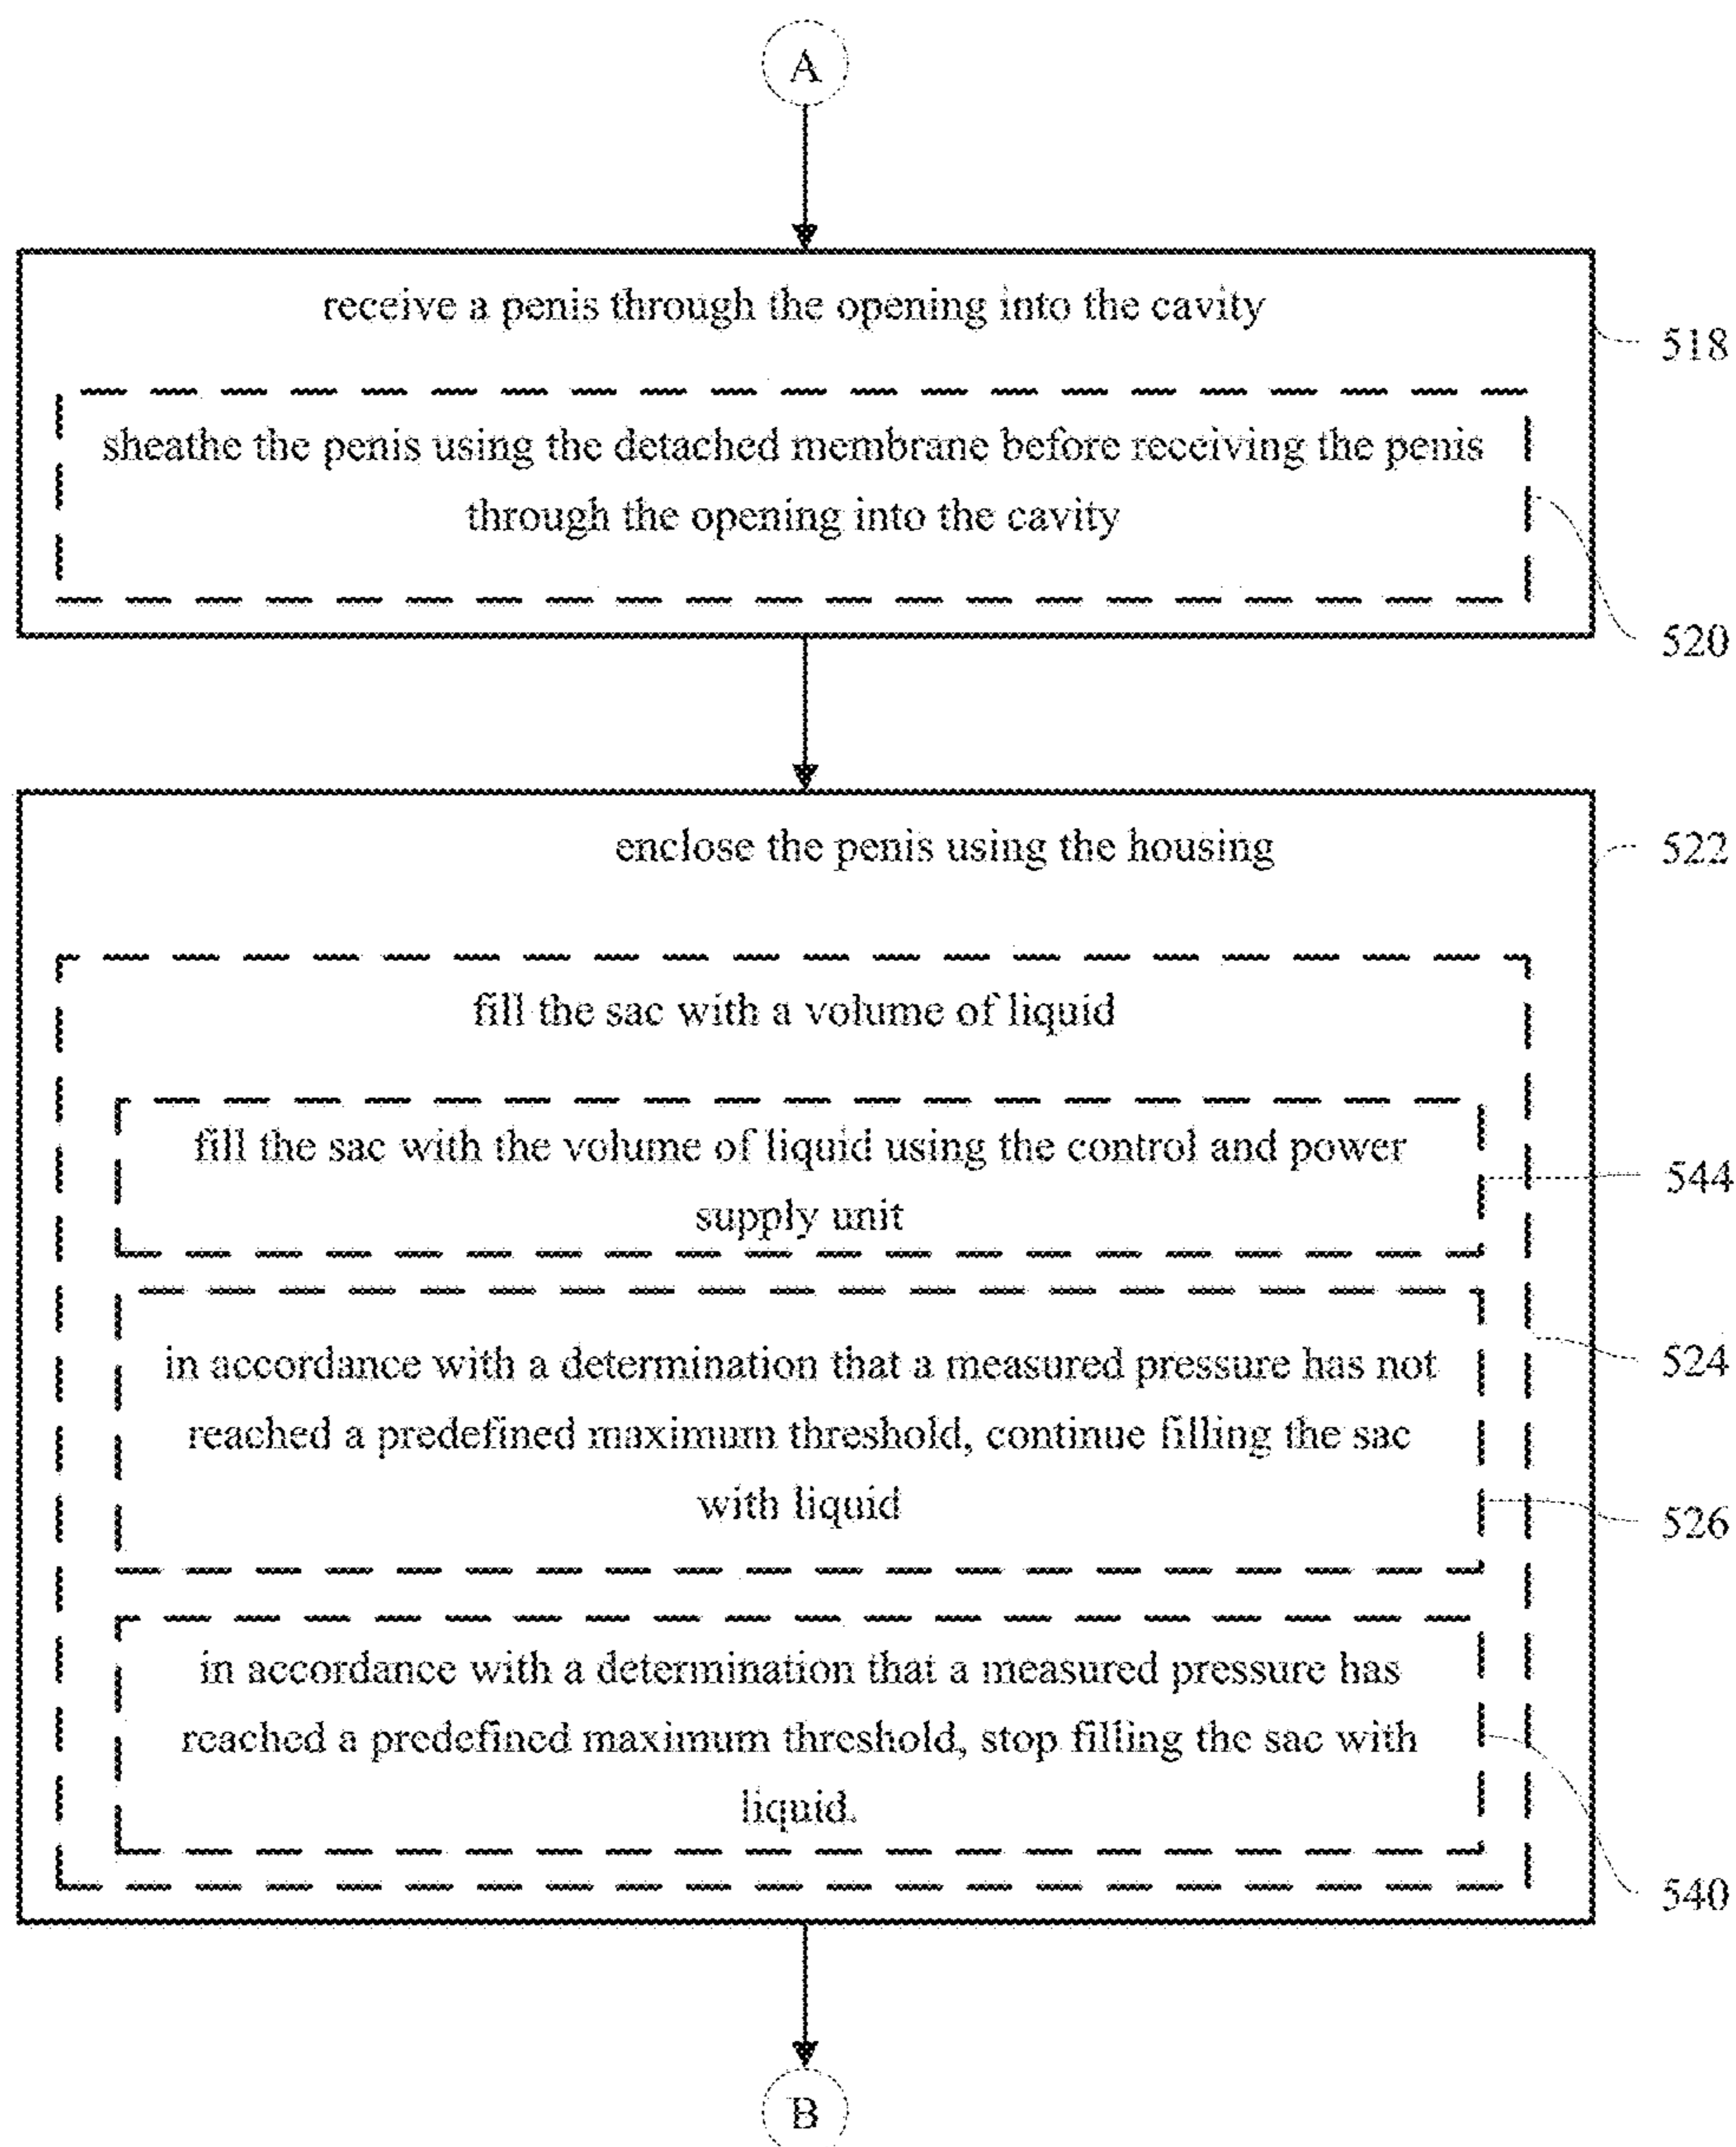 A
receive a penis through the opening into the cavity
518
sheathe the penis using the detached membrane before receiving the penis
through the opening into the cavity
520
enclose the penis using the housing
522
fill the sac with a volume of liquid
fill the sac with the volume of liquid using the control and power
supply unit
544
524
in accordance with a determination that a measured pressure has not
reached a predefined maximum threshold, continue filling the sac
with liquid
526
in accordance with a determination that a measured pressure has
reached a predefined maximum threshold, stop filling the sac with
liquid.
540
B